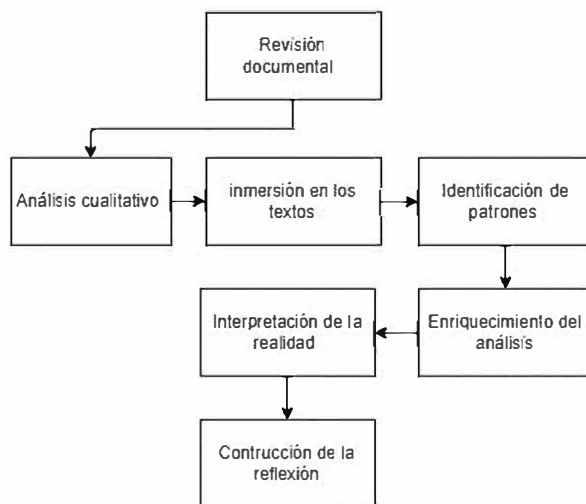 Revisión
documental
Análisis cualitativo
inmersión en los
textos
Identificación de
patrones
Enriquecimiento del
análisis
Interpretación de la
realidad
Contrucción de la
reflexión